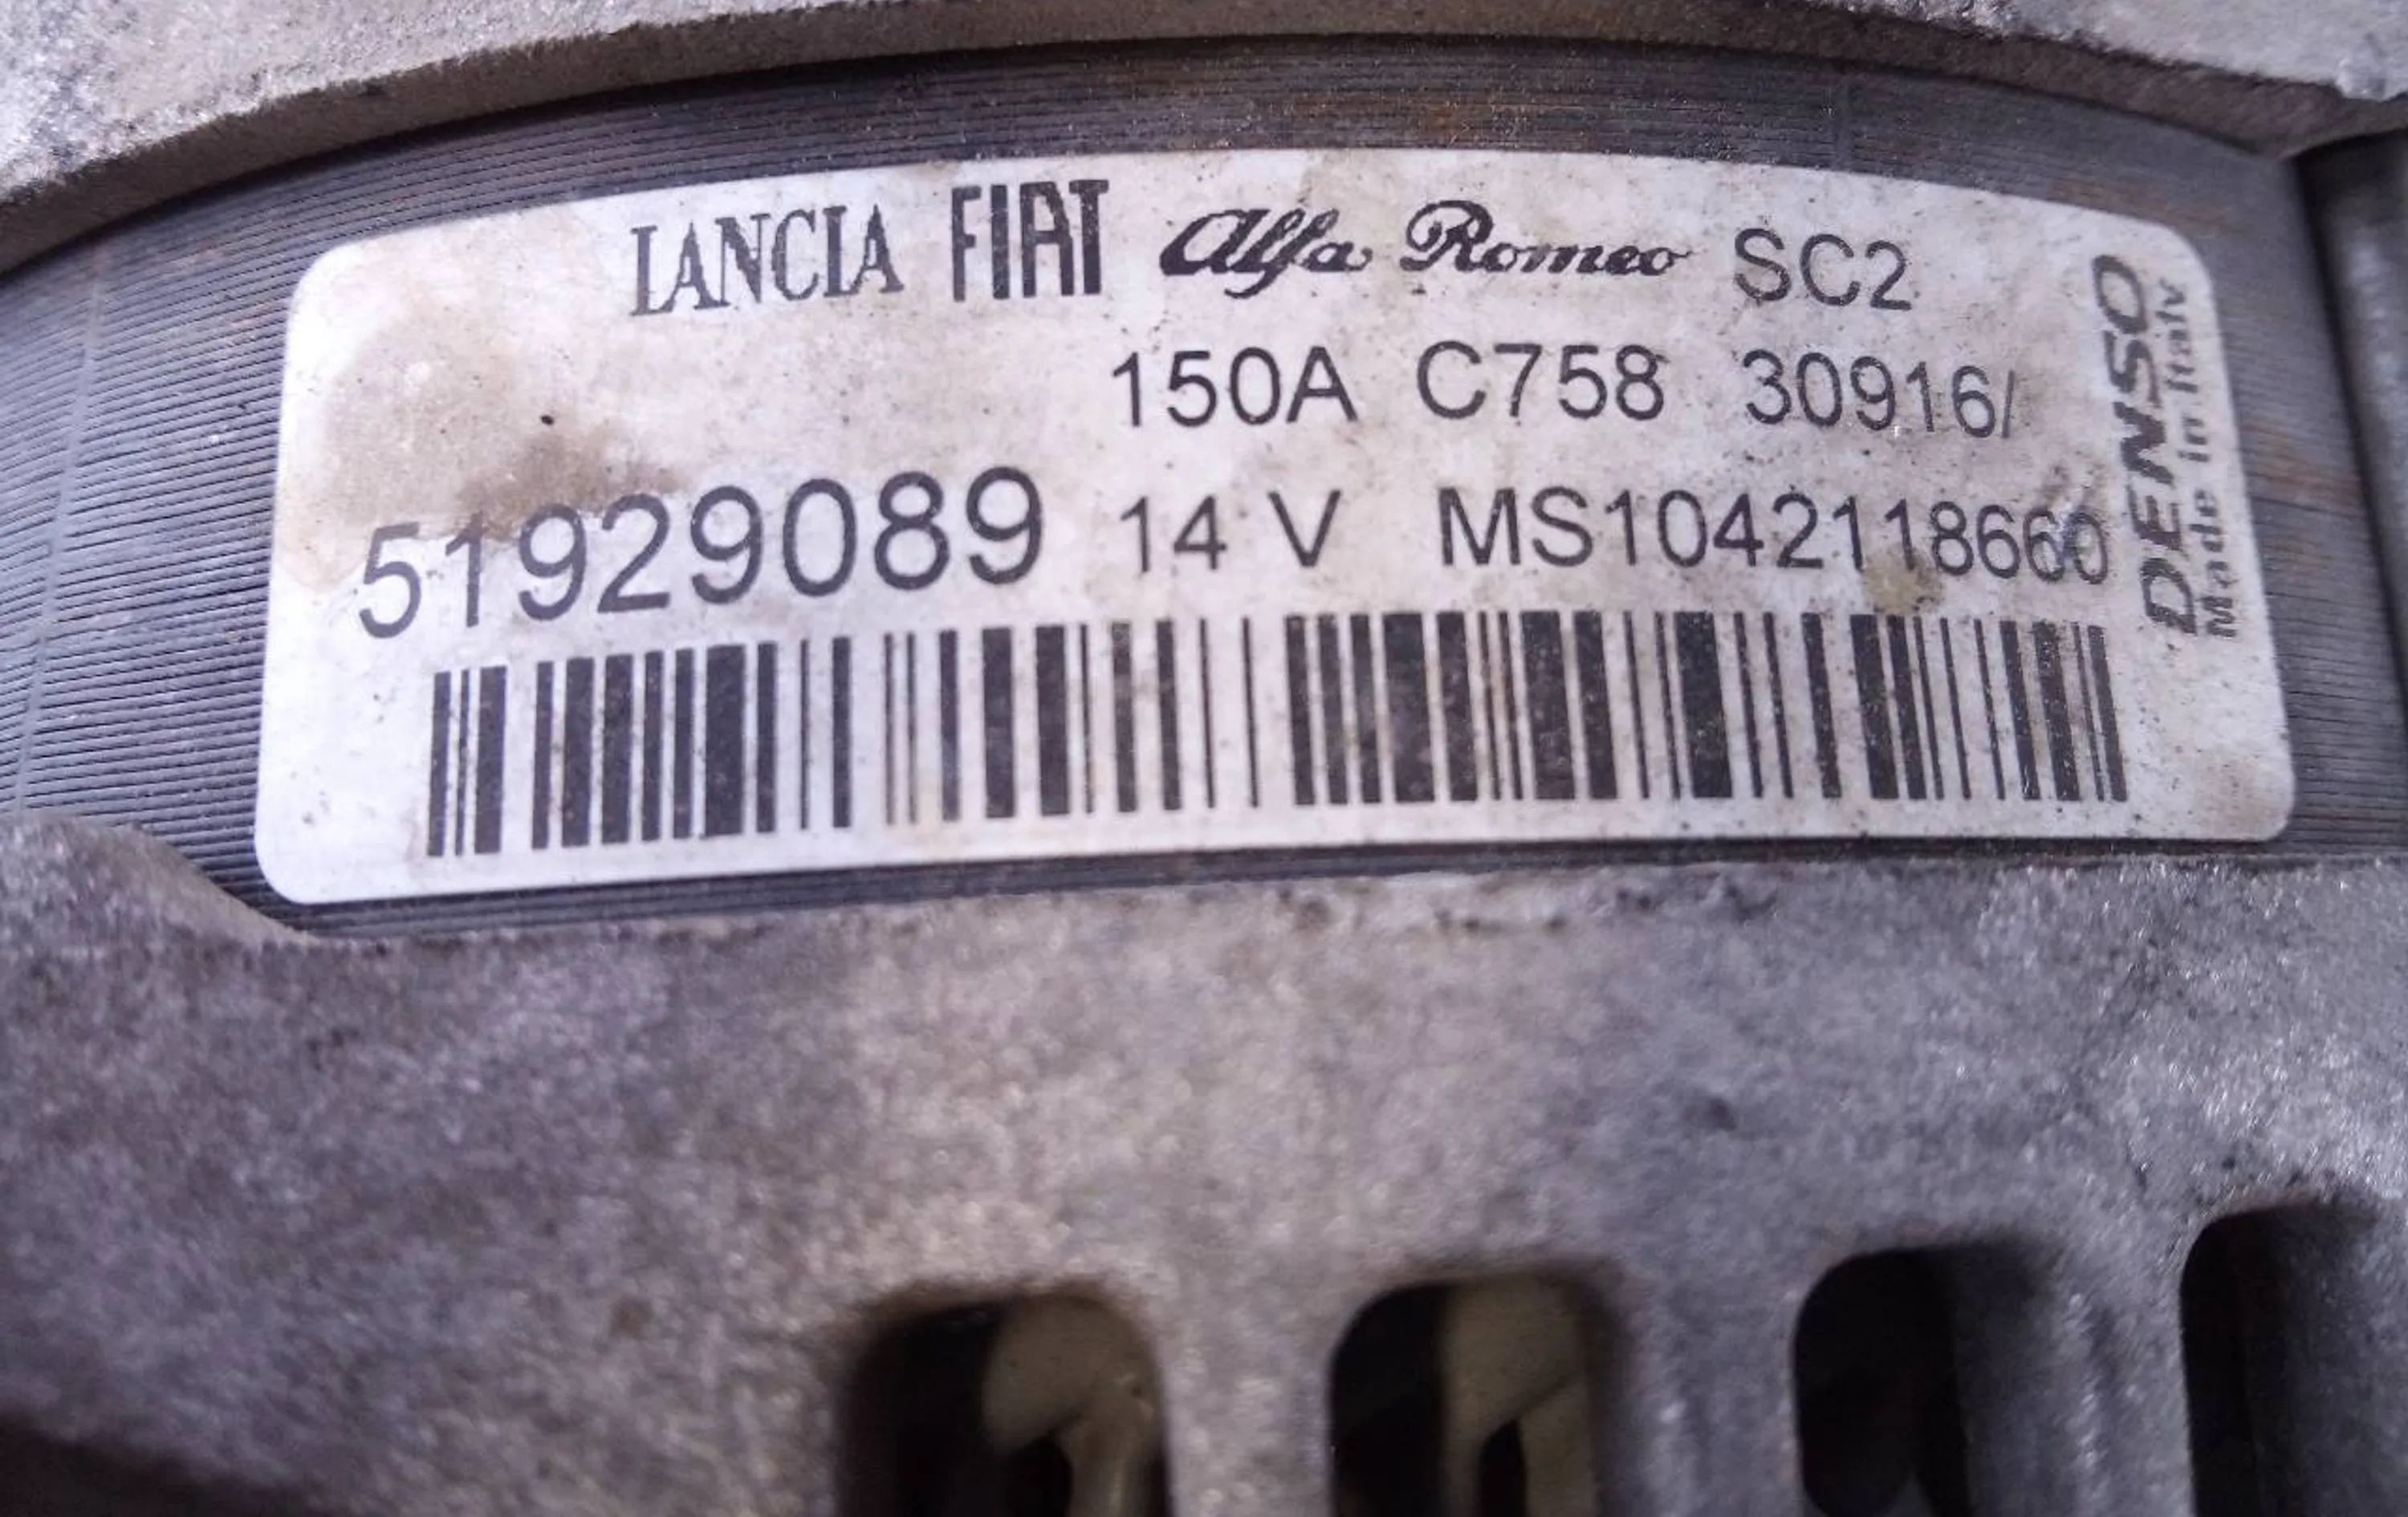 LANCIA FIAT Alfa Romeo SC2
150A C758 30916/
51929089 14 V MS1042118660
DENSO
Made in Italy